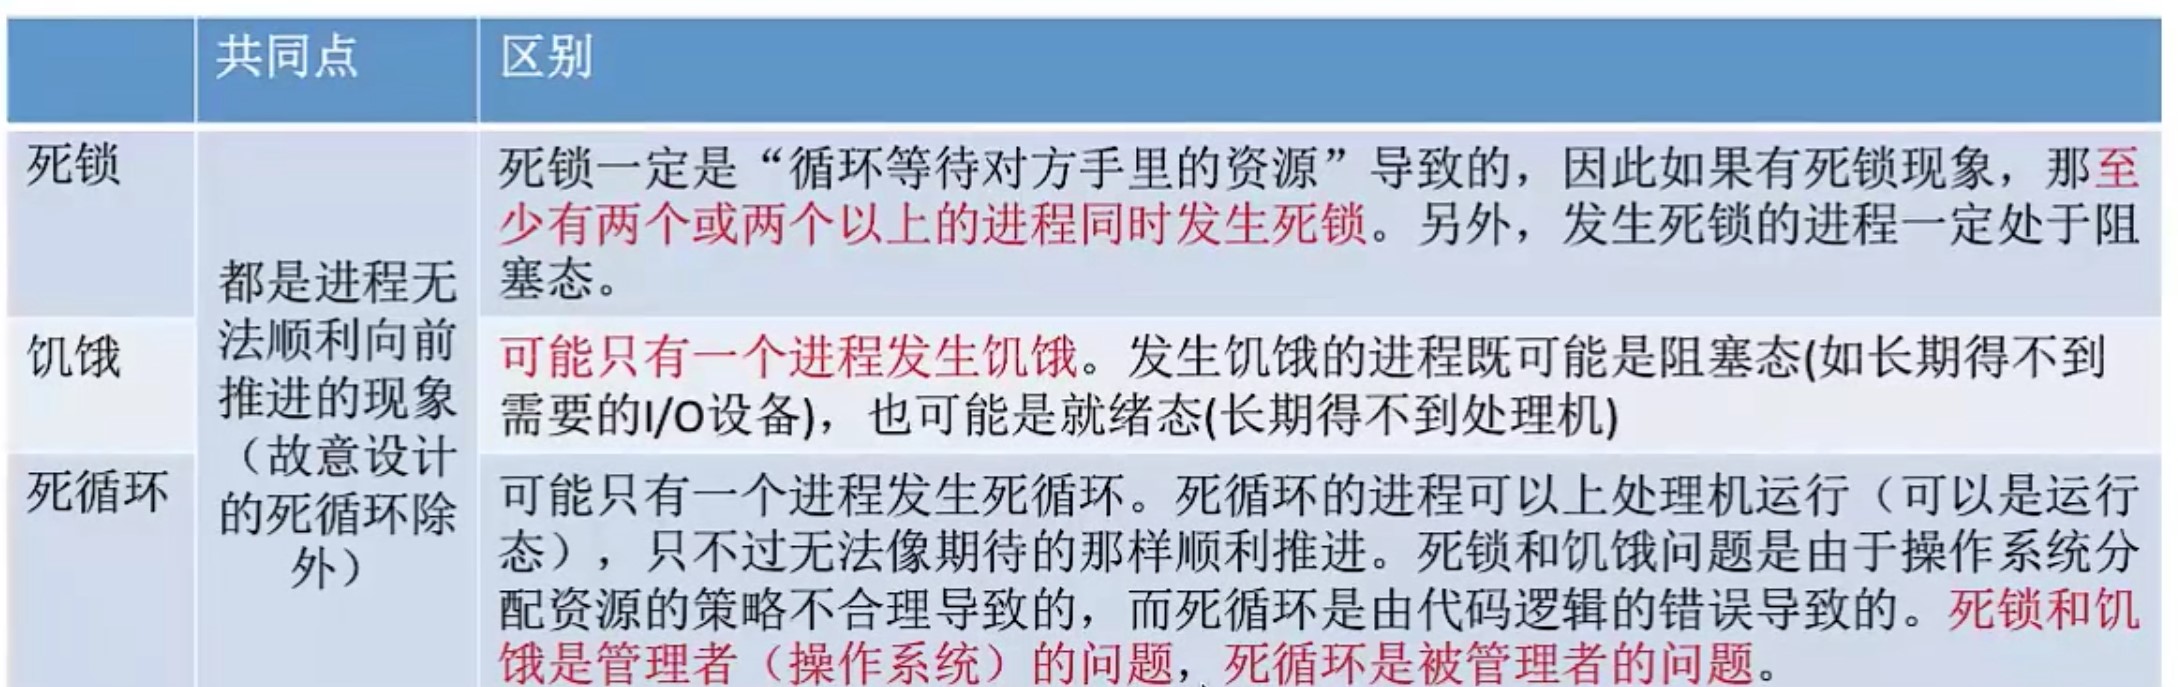 共同点
区别
死锁
都是进程无
法顺利向前
推进的现象
（故意设计
的死循环除
外）
死锁一定是“循环等待对方手里的资源”导致的，因此如果有死锁现象，那至
少有两个或两个以上的进程同时发生死锁。另外，发生死锁的进程一定处于阻
塞态。
饥饿
可能只有一个进程发生饥饿。发生饥饿的进程既可能是阻塞态(如长期得不到
需要的I/O设备)，也可能是就绪态(长期得不到处理机)
死循环
可能只有一个进程发生死循环。死循环的进程可以上处理机运行（可以是运行
态），只不过无法像期待的那样顺利推进。死锁和饥饿问题是由于操作系统分
配资源的策略不合理导致的，而死循环是由代码逻辑的错误导致的。死锁和饥
饿是管理者（操作系统）的问题，死循环是被管理者的问题。